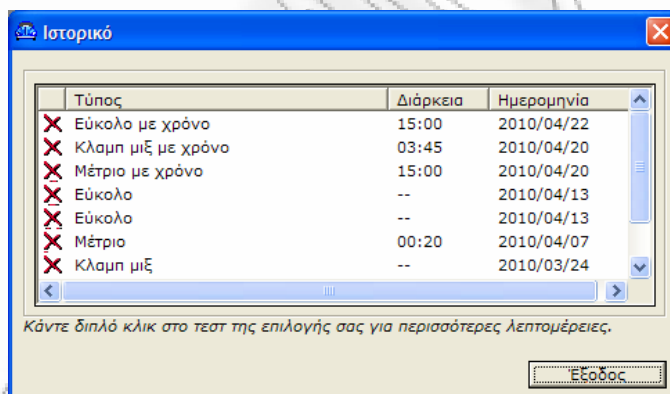 Ιστορικό
Τύπος Διάρκεια Ημερομηνία
Εύκολο με χρόνο 15:00 2010/04/22
Κλαμπ μιξ με χρόνο 03:45 2010/04/20
Μέτριο με χρόνο 15:00 2010/04/20
Εύκολο -- 2010/04/13
Εύκολο -- 2010/04/13
Μέτριο 00:20 2010/04/07
Κλαμπ μιξ -- 2010/03/24
Κάντε διπλό κλικ στο τεστ της επιλογής σας για περισσότερες λεπτομέρειες.
Έξοδος